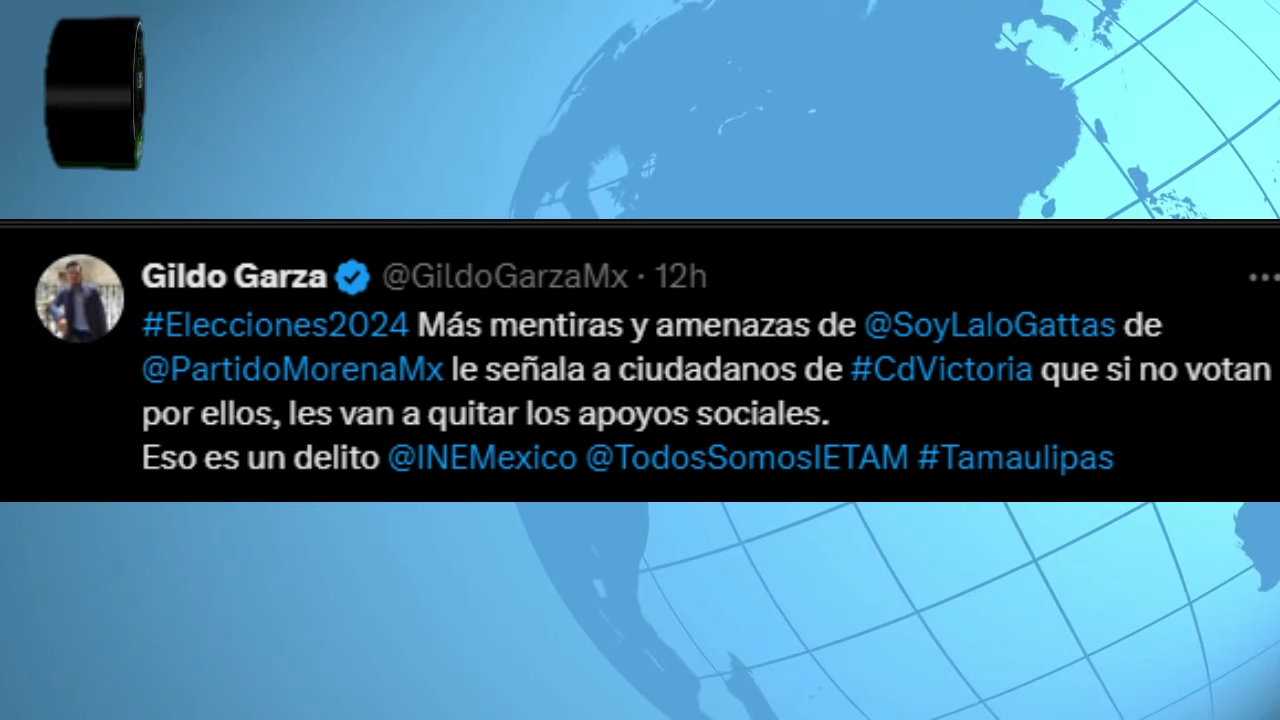 Gildo Garza @GildoGarzaMx · 12h
#Elecciones2024 Más mentiras y amenazas de @SoyLaloGattas de
@PartidoMorenaMx le señala a ciudadanos de #CdVictoria que si no votan
por ellos, les van a quitar los apoyos sociales.
Eso es un delito @INEMexico @TodosSomosIETAM #Tamaulipas